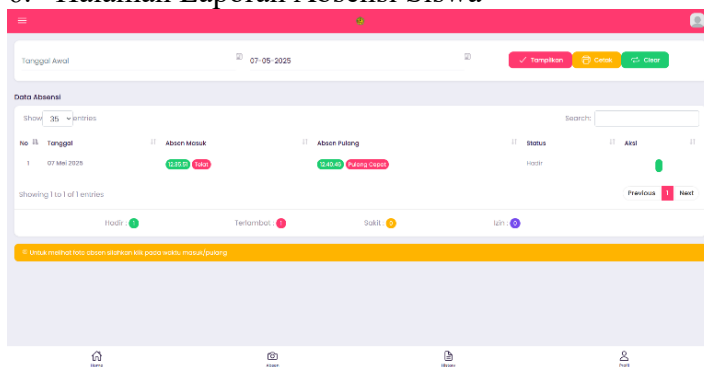 6. Halaman Laporan Absensi Siswa
Tanggal Awal 07-05-2025 Tampilkan Cetak Clear
Data Absensi
Show 35 entries Search:
No Tanggal Absen Masuk Absen Pulang Status Aksi
1 07 Mei 2025 12:35:51 Telat 12:40:45 Pulang Cepat Hadir
Showing 1 to 1 of 1 entries Previous 1 Next
Hadir : 1 Terlambat : 1 Sakit : 0 Izin : 0
Untuk melihat foto absen silahkan klik pada waktu masuk/pulang
Home Absen Profil